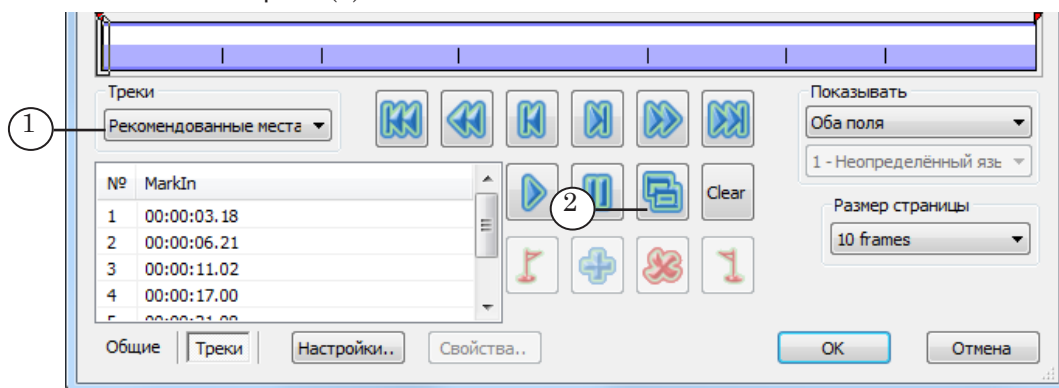 Треки
Показывать
1
Рекомендованные места
Оба поля
1 - Неопределённый язы
№ MarkIn
2
Clear
1 00:00:03.18
Размер страницы
2 00:00:06.21
10 frames
3 00:00:11.02
4 00:00:17.00
Общие Треки Настройки.. Свойства.. OK Отмена